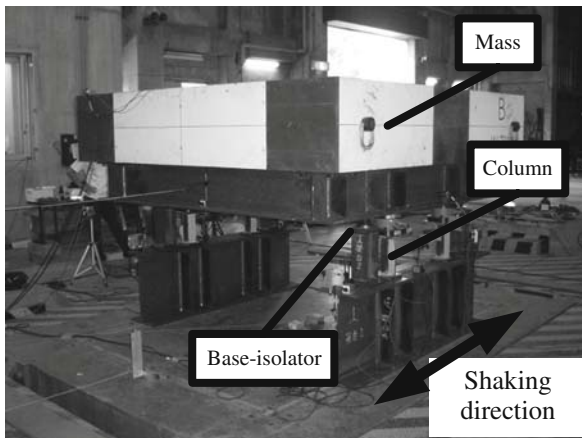 Mass
B
Column
Base-isolator
Shaking
direction